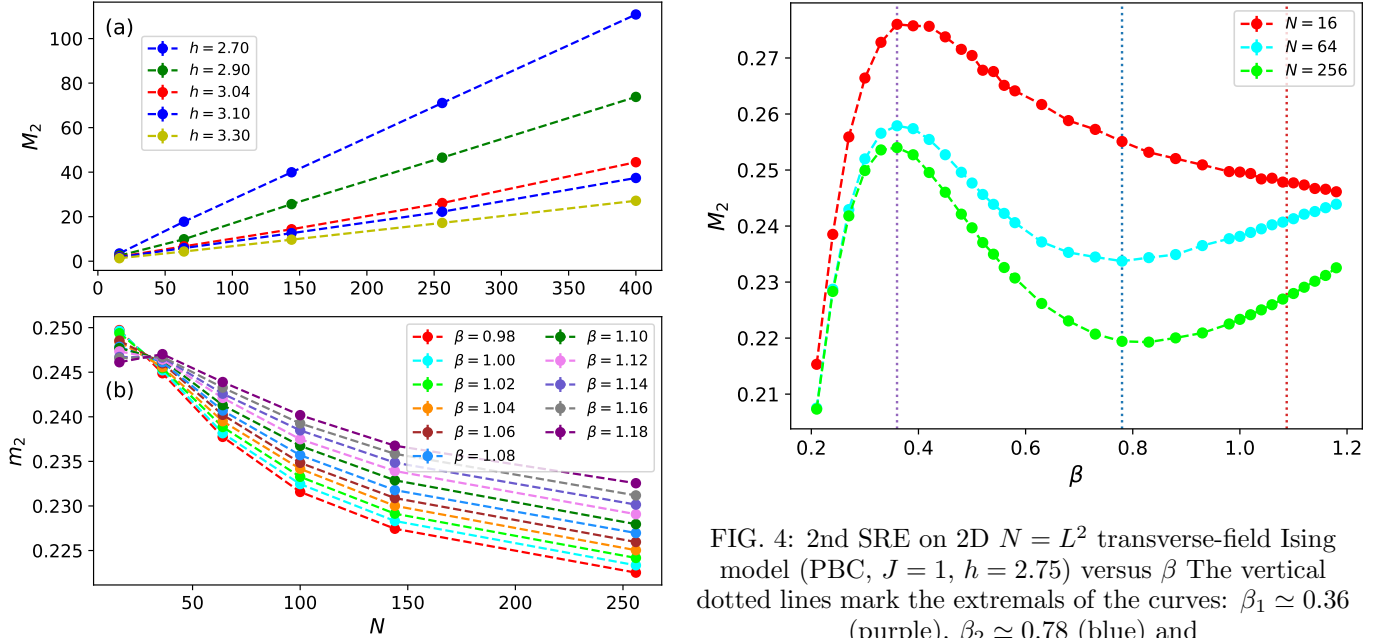 (a)
h = 2.70
h = 2.90
h = 3.04
h = 3.10
h = 3.30
M₂
100
80
60
40
20
0
0 50 100 150 200 250 300 350 400
(b)
β = 0.98
β = 1.00
β = 1.02
β = 1.04
β = 1.06
β = 1.08
β = 1.10
β = 1.12
β = 1.14
β = 1.16
β = 1.18
m₂
0.250
0.245
0.240
0.235
0.230
0.225
50 100 150 200 250
N
N = 16
N = 64
N = 256
M₂
0.27
0.26
0.25
0.24
0.23
0.22
0.21
0.2 0.4 0.6 0.8 1.0 1.2
β
FIG. 4: 2nd SRE on 2D N = L² transverse-field Ising
model (PBC, J = 1, h = 2.75) versus β The vertical
dotted lines mark the extremals of the curves: β₁ ≃ 0.36
(purple), β₂ ≃ 0.78 (blue) and